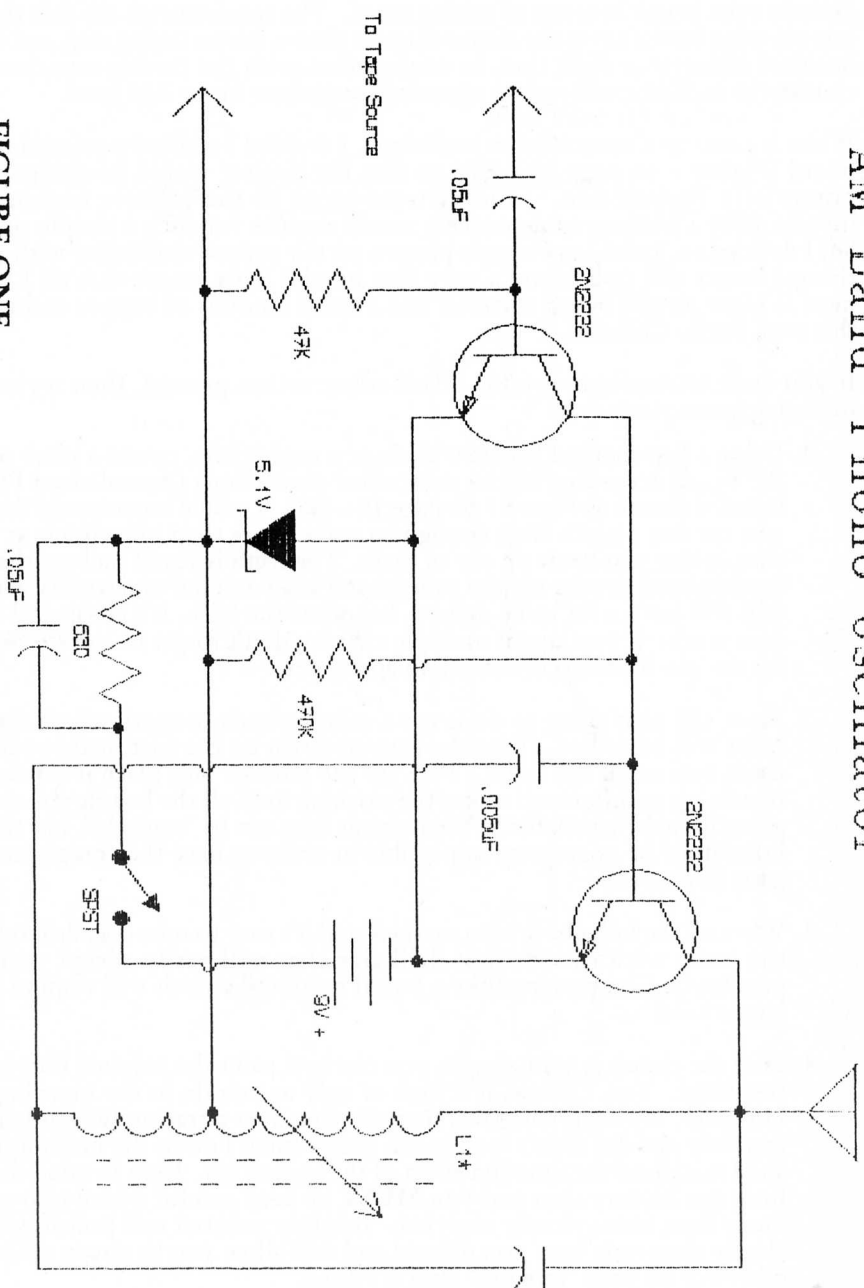 AM Band Phono Oscillator
2N2222
2N2222
.05uF
.005uF
47K
470K
L1*
5.1V
9V +
To Tape Source
SPST
.05uF
FIGURE ONE